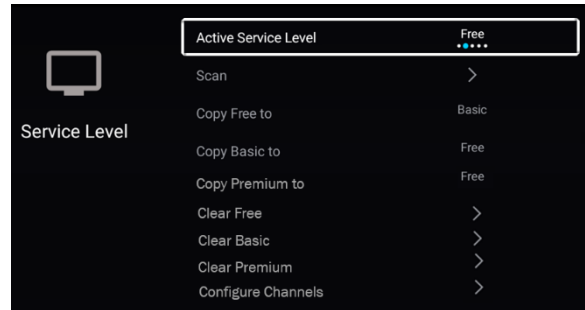 Active Service Level Free
Scan
Copy Free to Basic
Service Level
Copy Basic to Free
Copy Premium to Free
Clear Free
Clear Basic
Clear Premium
Configure Channels